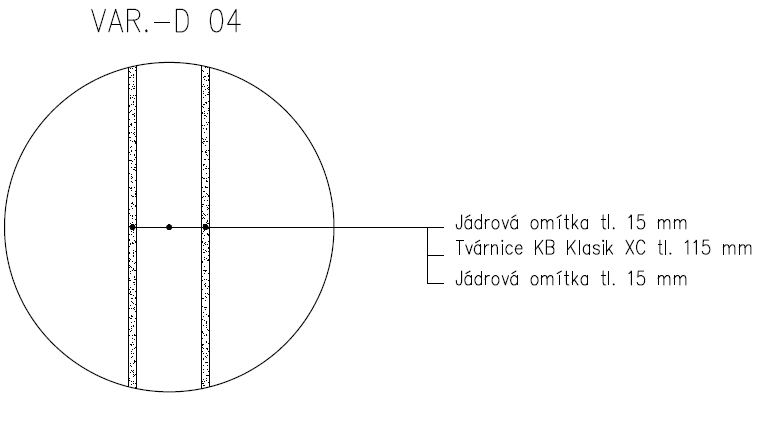 VAR.-D 04
Jádrová omítka tl. 15 mm
Tvárnice KB Klasik XC tl. 115 mm
Jádrová omítka tl. 15 mm